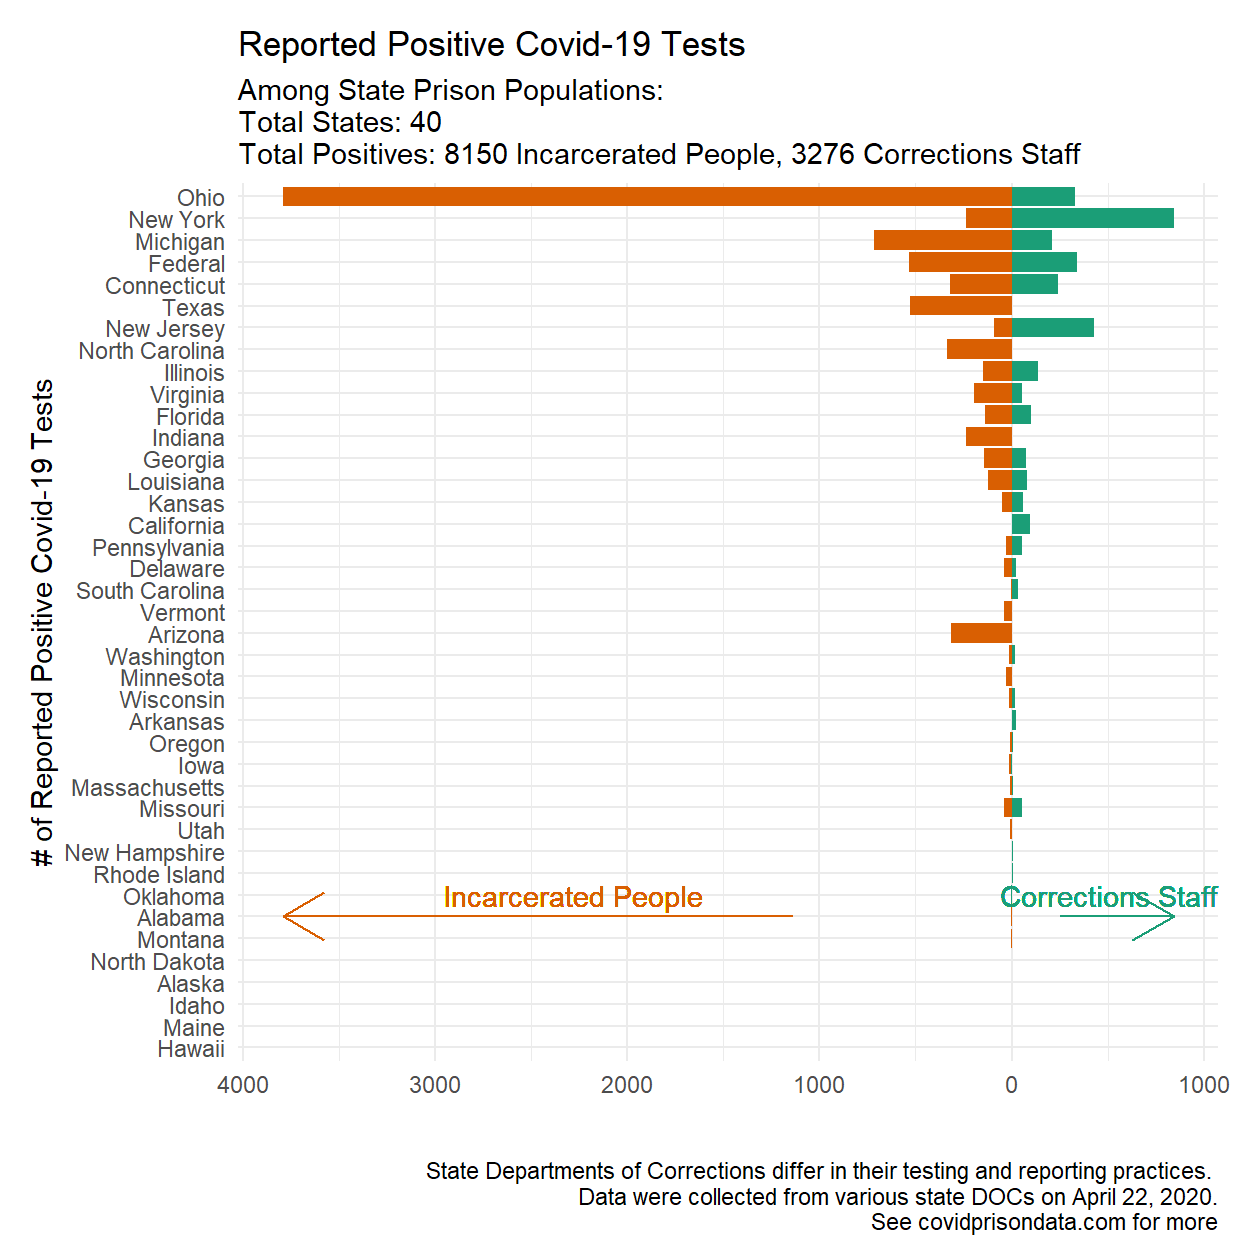 Reported Positive Covid-19 Tests
Among State Prison Populations:
Total States: 40
Total Positives: 8150 Incarcerated People, 3276 Corrections Staff
# of Reported Positive Covid-19 Tests
Ohio
New York
Michigan
Federal
Connecticut
Texas
New Jersey
North Carolina
Illinois
Virginia
Florida
Indiana
Georgia
Louisiana
Kansas
California
Pennsylvania
Delaware
South Carolina
Vermont
Arizona
Washington
Minnesota
Wisconsin
Arkansas
Oregon
Iowa
Massachusetts
Missouri
Utah
New Hampshire
Rhode Island
Oklahoma
Alabama
Montana
North Dakota
Alaska
Idaho
Maine
Hawaii
Incarcerated People
Corrections Staff
4000 3000 2000 1000 0 1000
State Departments of Corrections differ in their testing and reporting practices.
Data were collected from various state DOCs on April 22, 2020.
See covidprisondata.com for more